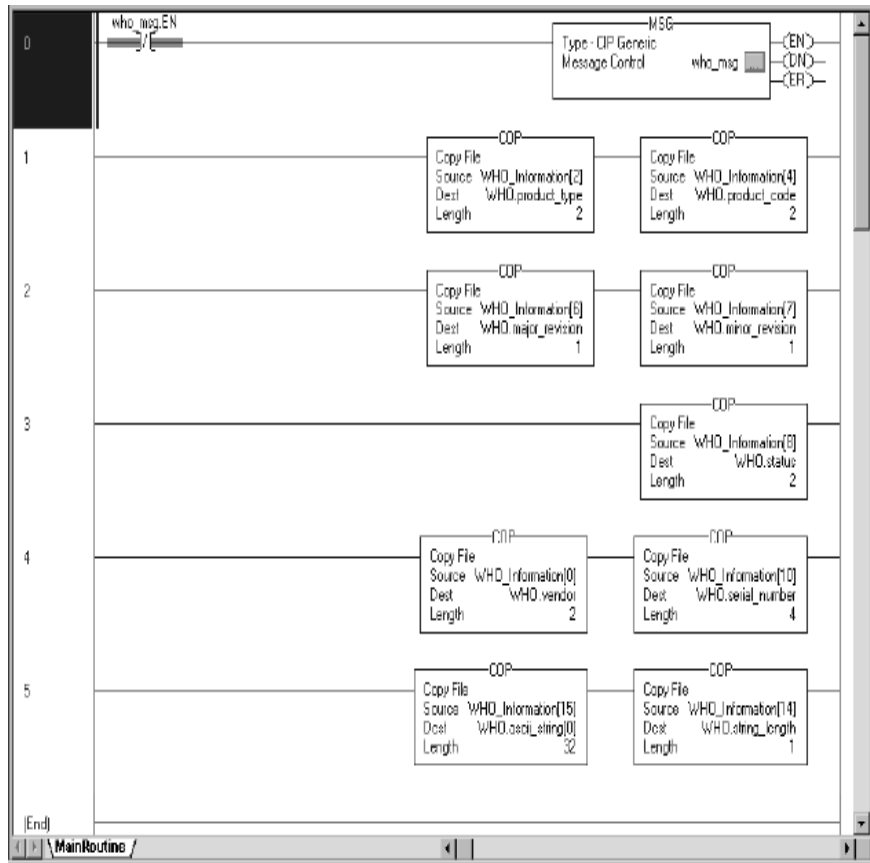 who_msg.EN
0
MSG
Type - CIP Generic
Message Control who_msg ...
(EN)
(DN)
(ER)
1
COP
Copy File
Source WHO_Information[2]
Dest WHO.product_type
Length 2
COP
Copy File
Source WHO_Information[4]
Dest WHO.product_code
Length 2
2
COP
Copy File
Source WHO_Information[6]
Dest WHO.major_revision
Length 1
COP
Copy File
Source WHO_Information[7]
Dest WHO.minor_revision
Length 1
3
COP
Copy File
Source WHO_Information[8]
Dest WHO.status
Length 2
4
COP
Copy File
Source WHO_Information[0]
Dest WHO.vendor
Length 2
COP
Copy File
Source WHO_Information[10]
Dest WHO.serial_number
Length 4
5
COP
Copy File
Source WHO_Information[15]
Dest WHO.ascii_string[0]
Length 32
COP
Copy File
Source WHO_Information[14]
Dest WHO.string_length
Length 1
(End)
MainRoutine